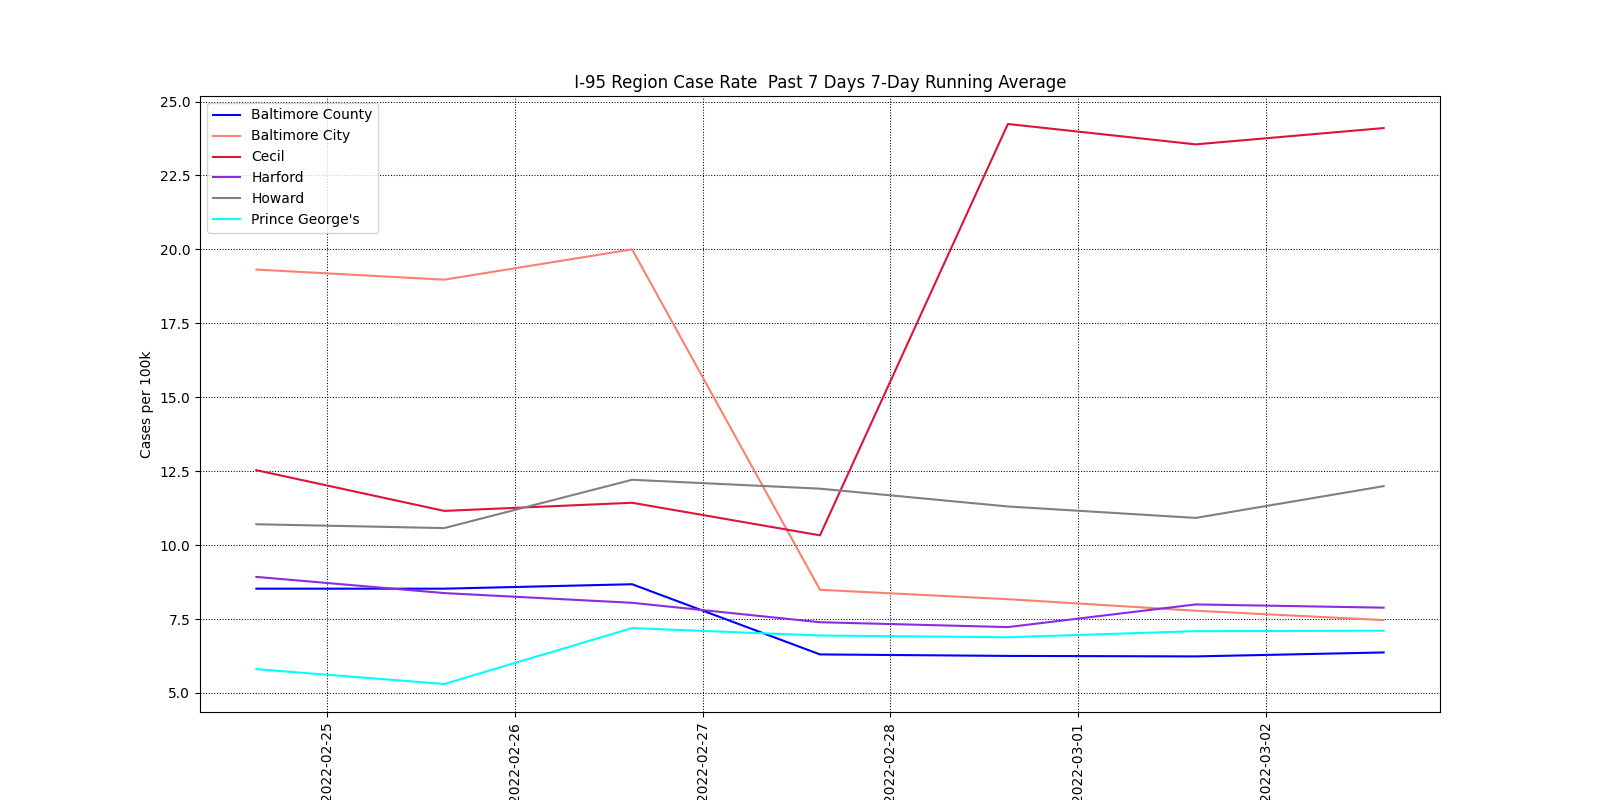 I-95 Region Case Rate  Past 7 Days 7-Day Running Average
Cases per 100k
25.0
22.5
20.0
17.5
15.0
12.5
10.0
7.5
5.0
Baltimore County
Baltimore City
Cecil
Harford
Howard
Prince George's
2022-02-25
2022-02-26
2022-02-27
2022-02-28
2022-03-01
2022-03-02